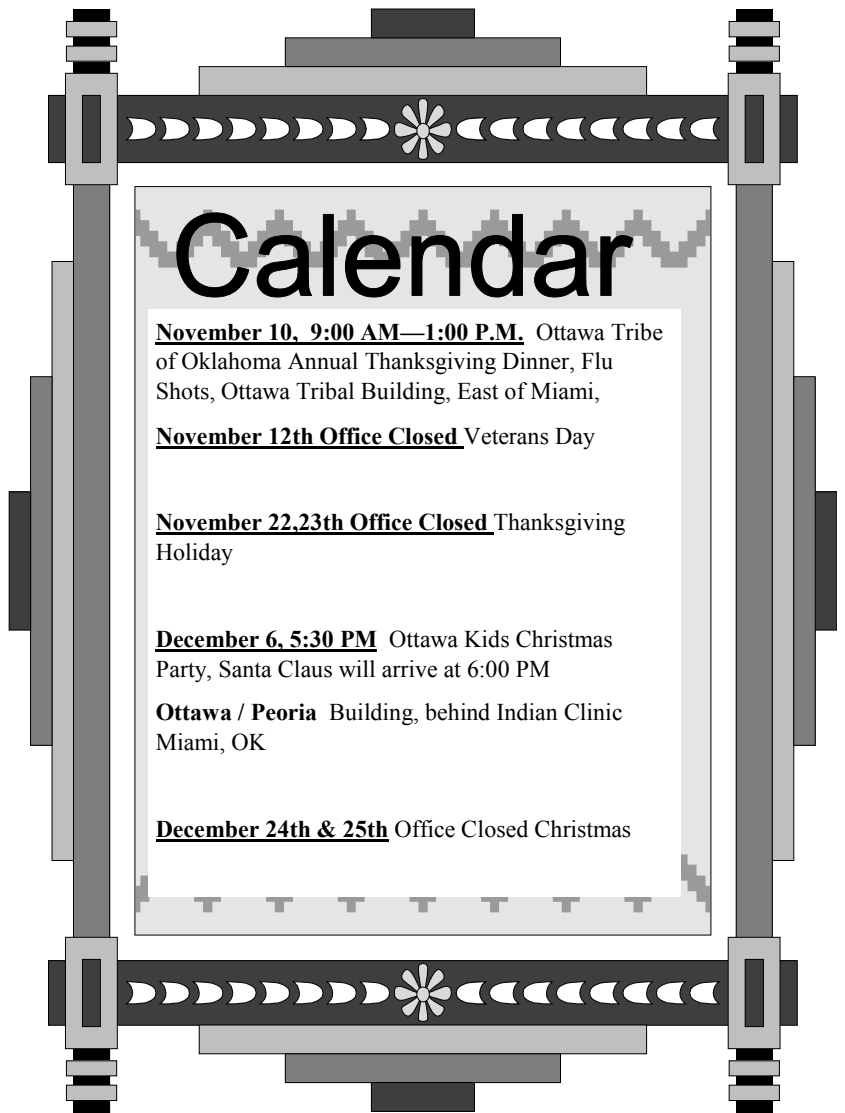 Calendar
November 10,  9:00 AM—1:00 P.M.  Ottawa Tribe
of Oklahoma Annual Thanksgiving Dinner, Flu
Shots, Ottawa Tribal Building, East of Miami,
November 12th Office Closed Veterans Day
November 22,23th Office Closed Thanksgiving
Holiday
December 6, 5:30 PM  Ottawa Kids Christmas
Party, Santa Claus will arrive at 6:00 PM
Ottawa / Peoria  Building, behind Indian Clinic
Miami, OK
December 24th & 25th Office Closed Christmas